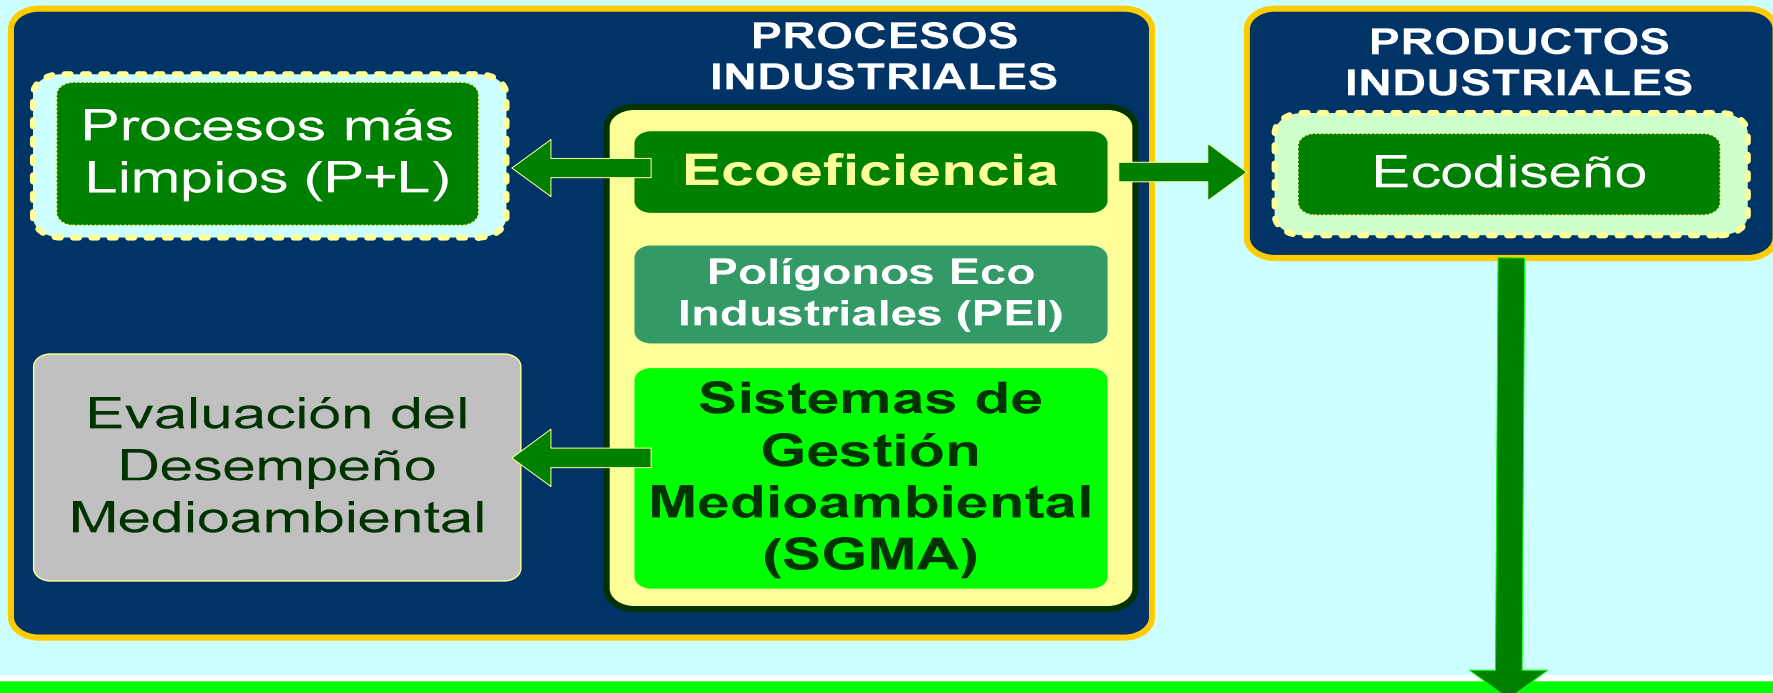 PROCESOS
INDUSTRIALES
Procesos más
Limpios (P+L)
Ecoeficiencia
Polígonos Eco
Industriales (PEI)
Evaluación del
Desempeño
Medioambiental
Sistemas de
Gestión
Medioambiental
(SGMA)
PRODUCTOS
INDUSTRIALES
Ecodiseño